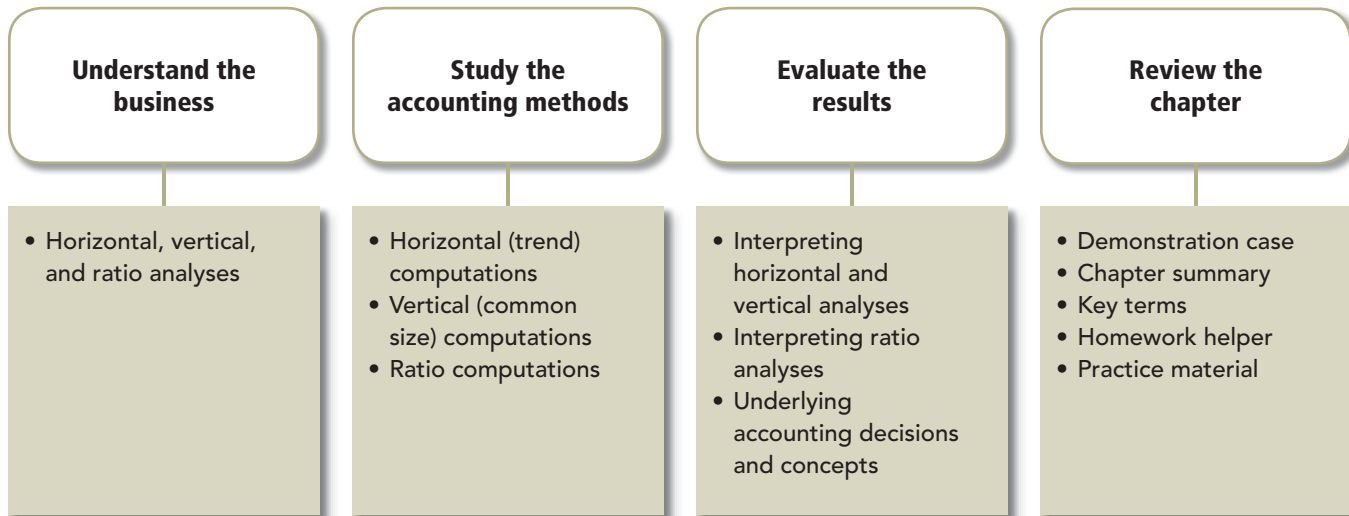 Understand the
business
• Horizontal, vertical,
and ratio analyses
Study the
accounting methods
• Horizontal (trend)
computations
• Vertical (common
size) computations
• Ratio computations
Evaluate the
results
• Interpreting
horizontal and
vertical analyses
• Interpreting ratio
analyses
• Underlying
accounting decisions
and concepts
Review the
chapter
• Demonstration case
• Chapter summary
• Key terms
• Homework helper
• Practice material